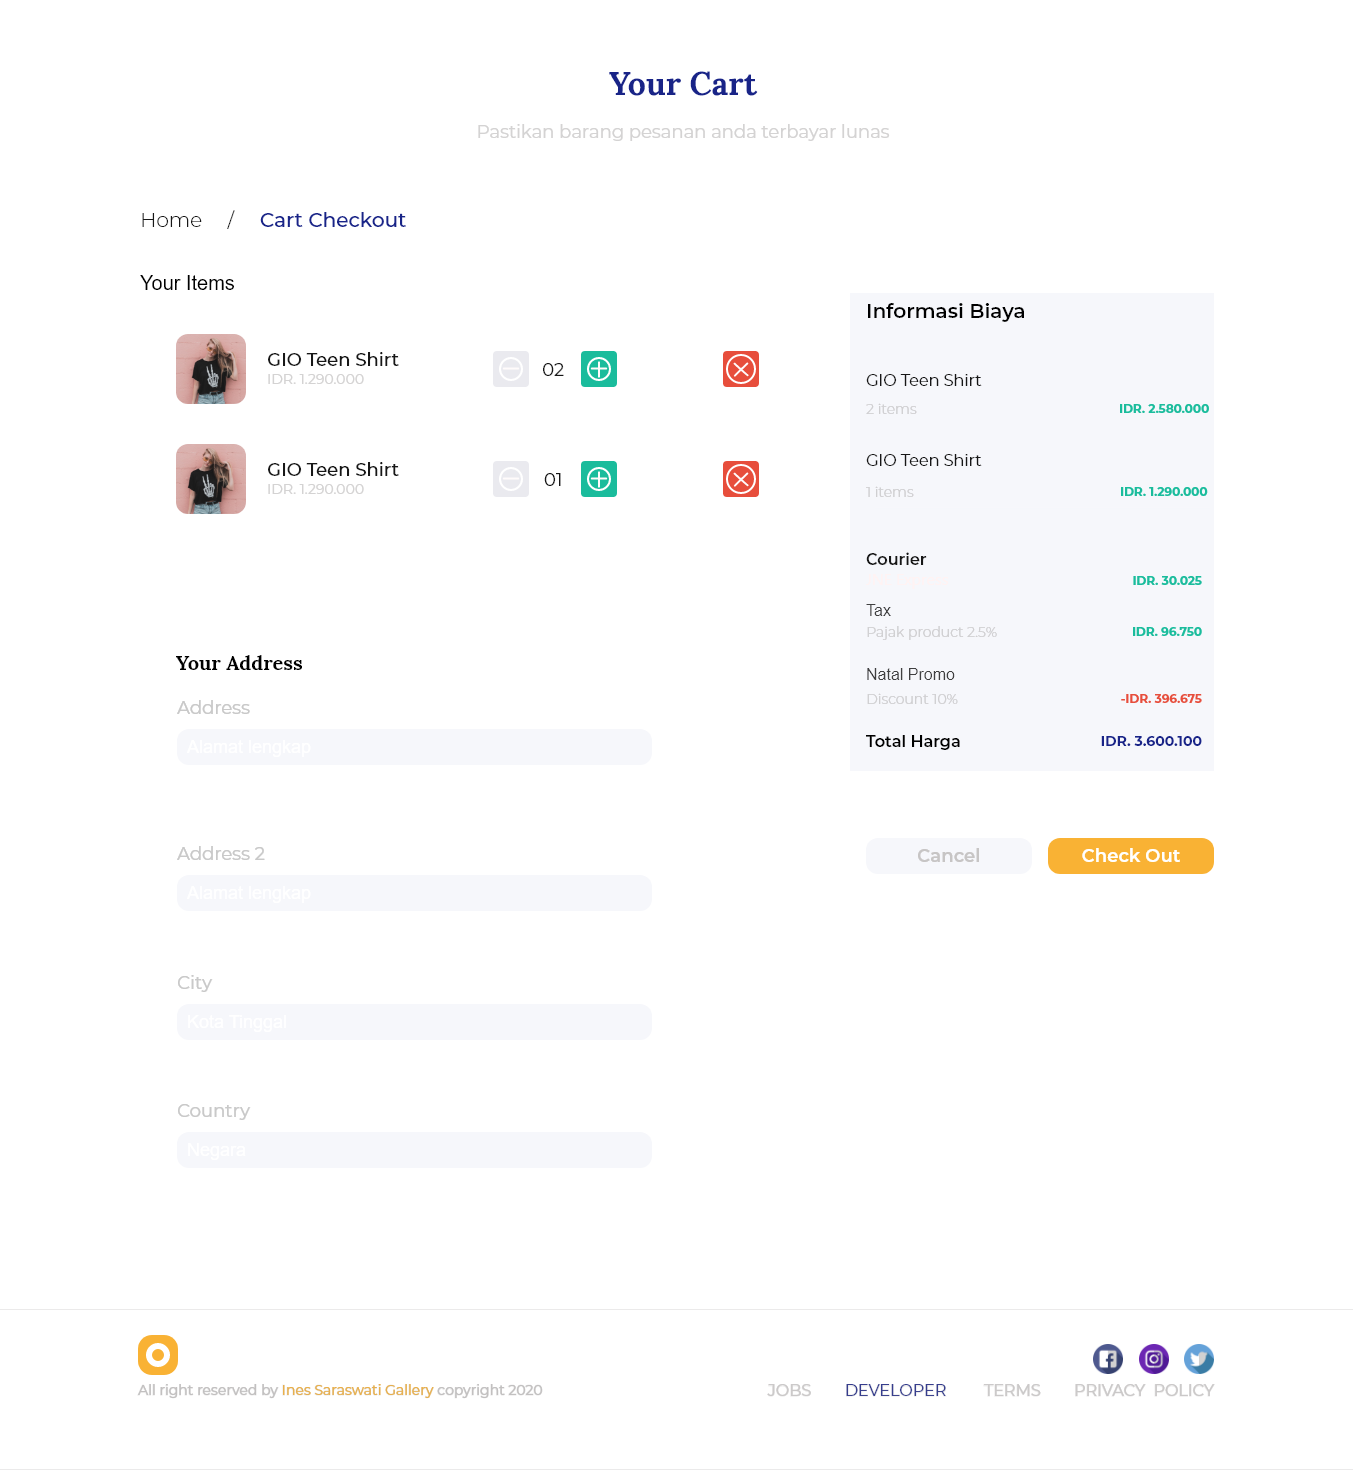 Your Cart
Pastikan barang pesanan anda terbayar lunas
Home / Cart Checkout
Your Items
GIO Teen Shirt
IDR. 1.290.000
02
GIO Teen Shirt
IDR. 1.290.000
01
Informasi Biaya
GIO Teen Shirt
2 items IDR. 2.580.000
GIO Teen Shirt
1 items IDR. 1.290.000
Courier
IDR. 30.025
Tax
Pajak product 2.5% IDR. 96.750
Natal Promo
Discount 10% -IDR. 396.675
Total Harga IDR. 3.600.100
Cancel Check Out
Your Address
Address
Alamat lengkap
Address 2
Alamat lengkap
City
Kota Tinggal
Country
Negara
All right reserved by Ines Saraswati Gallery copyright 2020
JOBS DEVELOPER TERMS PRIVACY POLICY